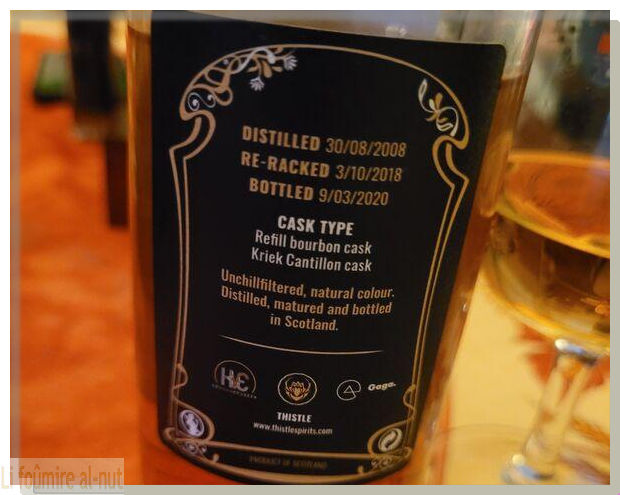 DISTILLED 30/08/2008
RE-RACKED 3/10/2018
BOTTLED 9/03/2020
CASK TYPE
Refill bourbon cask
Kriek Cantillon cask
Unchillfiltered, natural colour.
Distilled, matured and bottled
in Scotland.
H&E
Gaga.
THISTLE
www.thistlespirits.com
PRODUCT OF SCOTLAND
Li foûmire al-nut